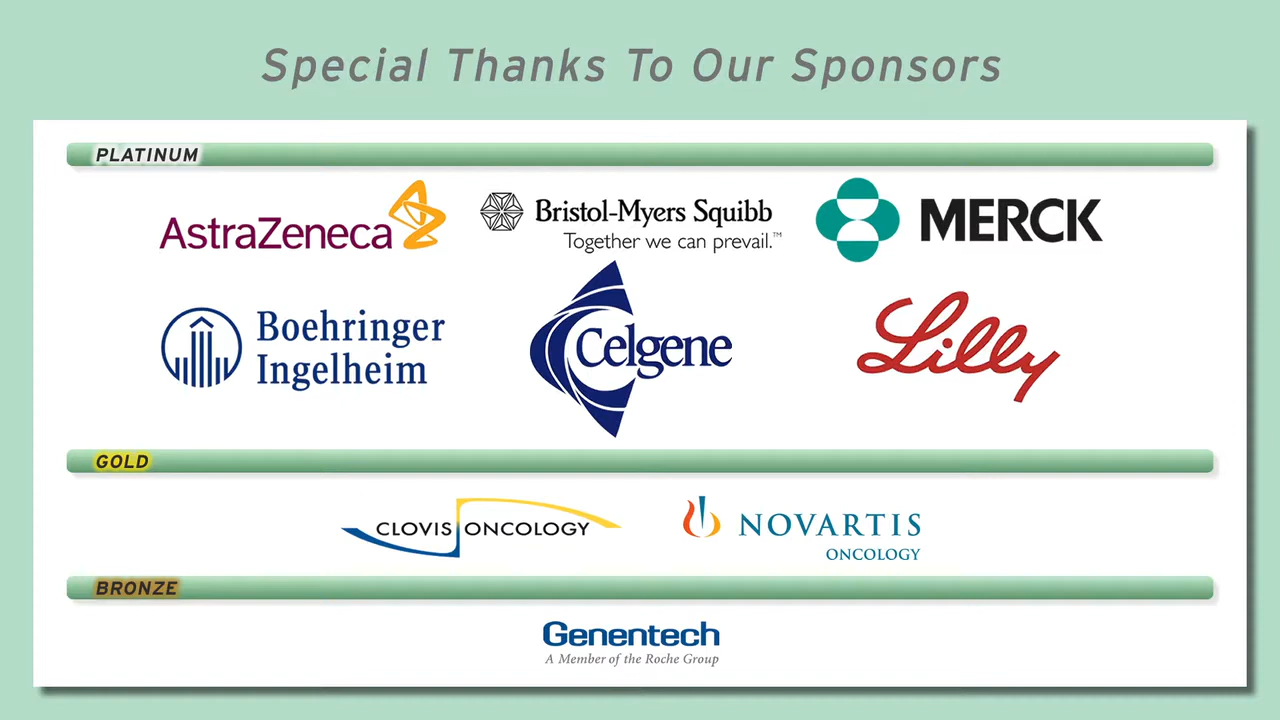 Special Thanks To Our Sponsors
PLATINUM
AstraZeneca
Bristol-Myers Squibb
Together we can prevail.™
MERCK
Boehringer
Ingelheim
Celgene
Lilly
GOLD
CLOVIS ONCOLOGY
NOVARTIS
ONCOLOGY
BRONZE
Genentech
A Member of the Roche Group